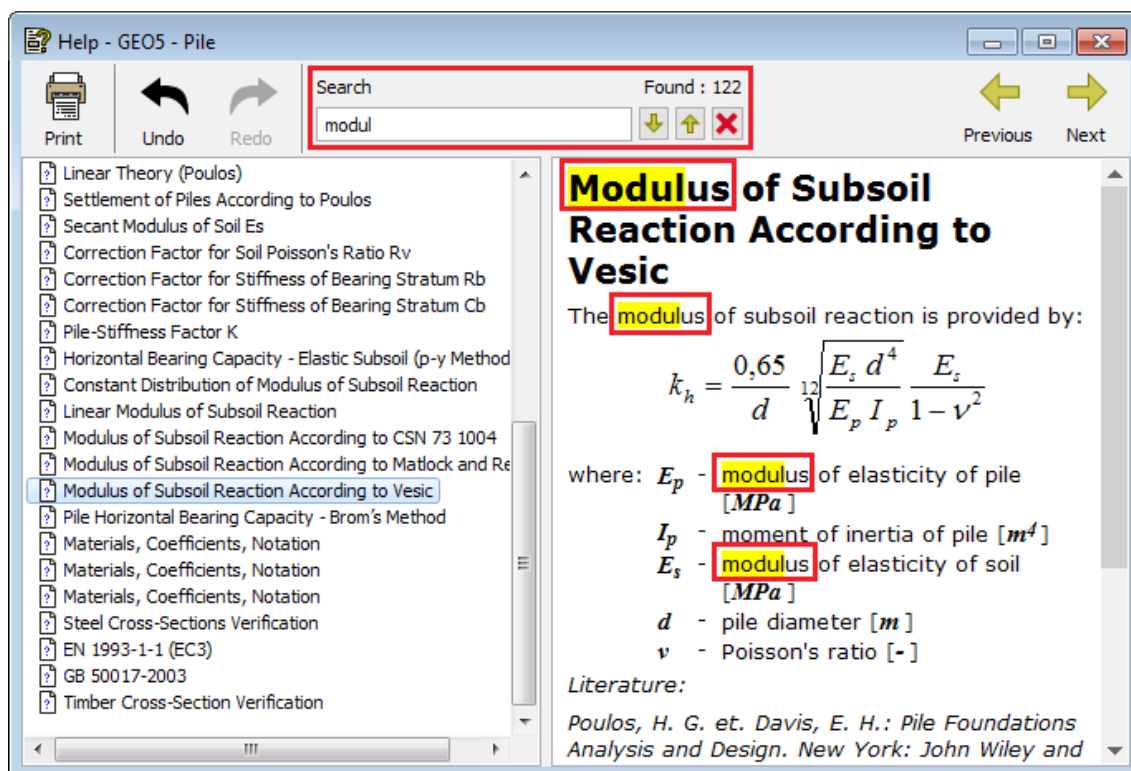 Help - GEO5 - Pile
Print
Undo
Redo
Search
Found : 122
modul
Previous
Next
Linear Theory (Poulos)
Settlement of Piles According to Poulos
Secant Modulus of Soil Es
Correction Factor for Soil Poisson's Ratio Rv
Correction Factor for Stiffness of Bearing Stratum Rb
Correction Factor for Stiffness of Bearing Stratum Cb
Pile-Stiffness Factor K
Horizontal Bearing Capacity - Elastic Subsoil (p-y Method
Constant Distribution of Modulus of Subsoil Reaction
Linear Modulus of Subsoil Reaction
Modulus of Subsoil Reaction According to CSN 73 1004
Modulus of Subsoil Reaction According to Matlock and Re
Modulus of Subsoil Reaction According to Vesic
Pile Horizontal Bearing Capacity - Brom's Method
Materials, Coefficients, Notation
Materials, Coefficients, Notation
Materials, Coefficients, Notation
Steel Cross-Sections Verification
EN 1993-1-1 (EC3)
GB 50017-2003
Timber Cross-Section Verification
Modulus of Subsoil
Reaction According to
Vesic
The modulus of subsoil reaction is provided by:
k_h = 0,65/d ¹²√(E_s d⁴ / E_p I_p) E_s / (1 - ν²)
where: E_p - modulus of elasticity of pile
[MPa ]
I_p - moment of inertia of pile [m⁴]
E_s - modulus of elasticity of soil
[MPa ]
d - pile diameter [m ]
ν - Poisson's ratio [-]
Literature:
Poulos, H. G. et. Davis, E. H.: Pile Foundations
Analysis and Design. New York: John Wiley and